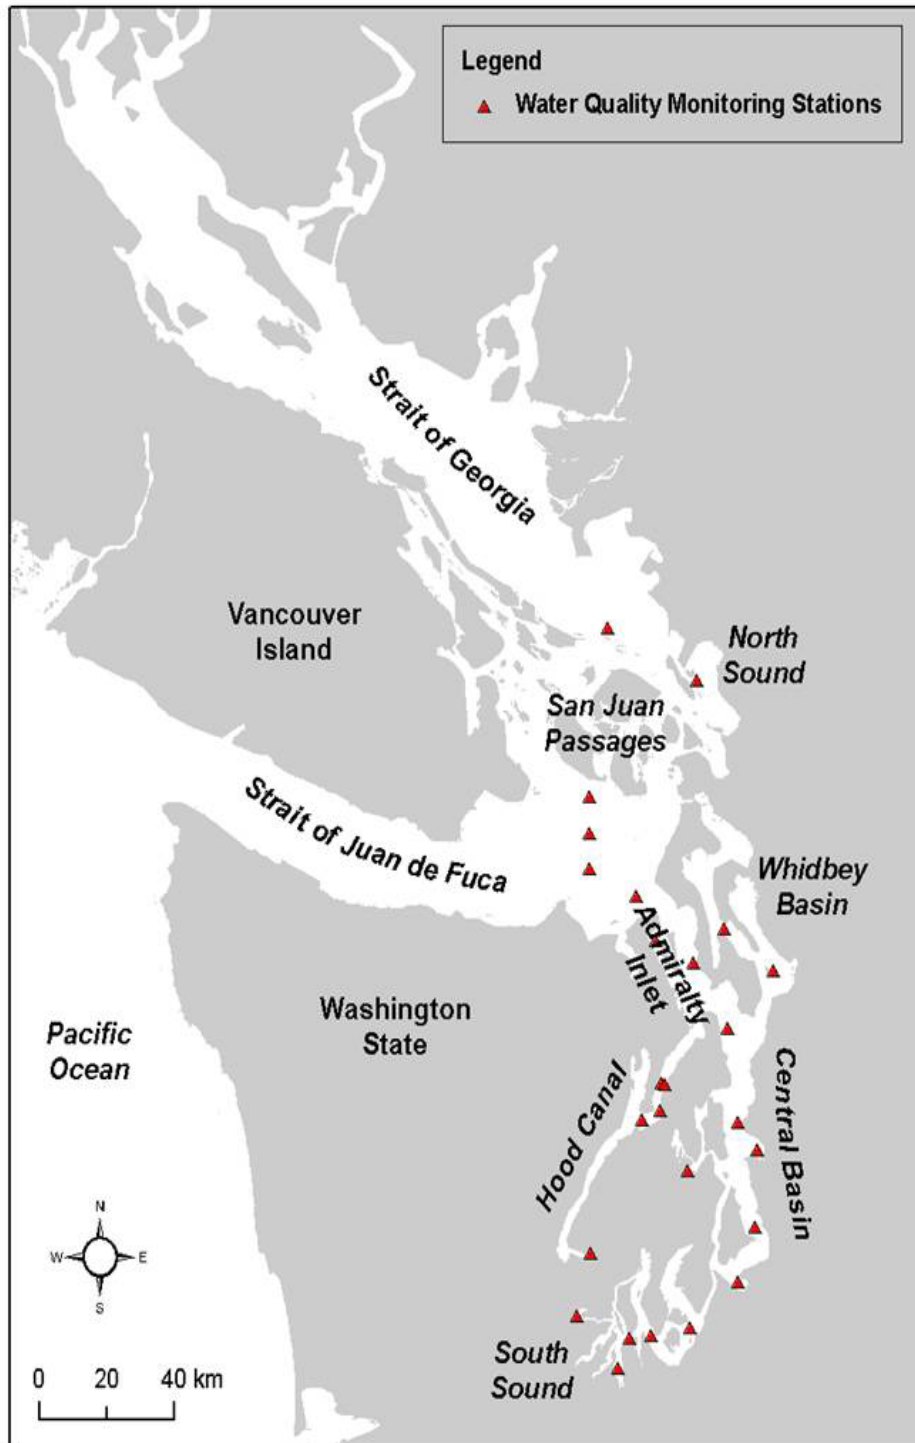 Legend
Water Quality Monitoring Stations
Strait of Georgia
Vancouver
Island
North
Sound
San Juan
Passages
Strait of Juan de Fuca
Whidbey
Basin
Admiralty
Inlet
Washington
State
Pacific
Ocean
Hood Canal
Central Basin
N
W E
S
South
Sound
0 20 40 km